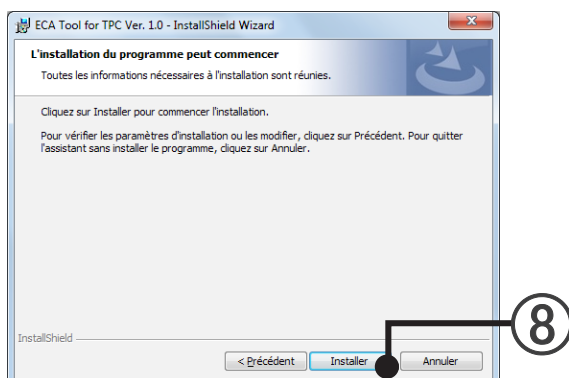 ECA Tool for TPC Ver. 1.0 - InstallShield Wizard
L'installation du programme peut commencer
Toutes les informations nécessaires à l'installation sont réunies.
Cliquez sur Installer pour commencer l'installation.
Pour vérifier les paramètres d'installation ou les modifier, cliquez sur Précédent. Pour quitter
l'assistant sans installer le programme, cliquez sur Annuler.
InstallShield
< Précédent Installer Annuler
⑧